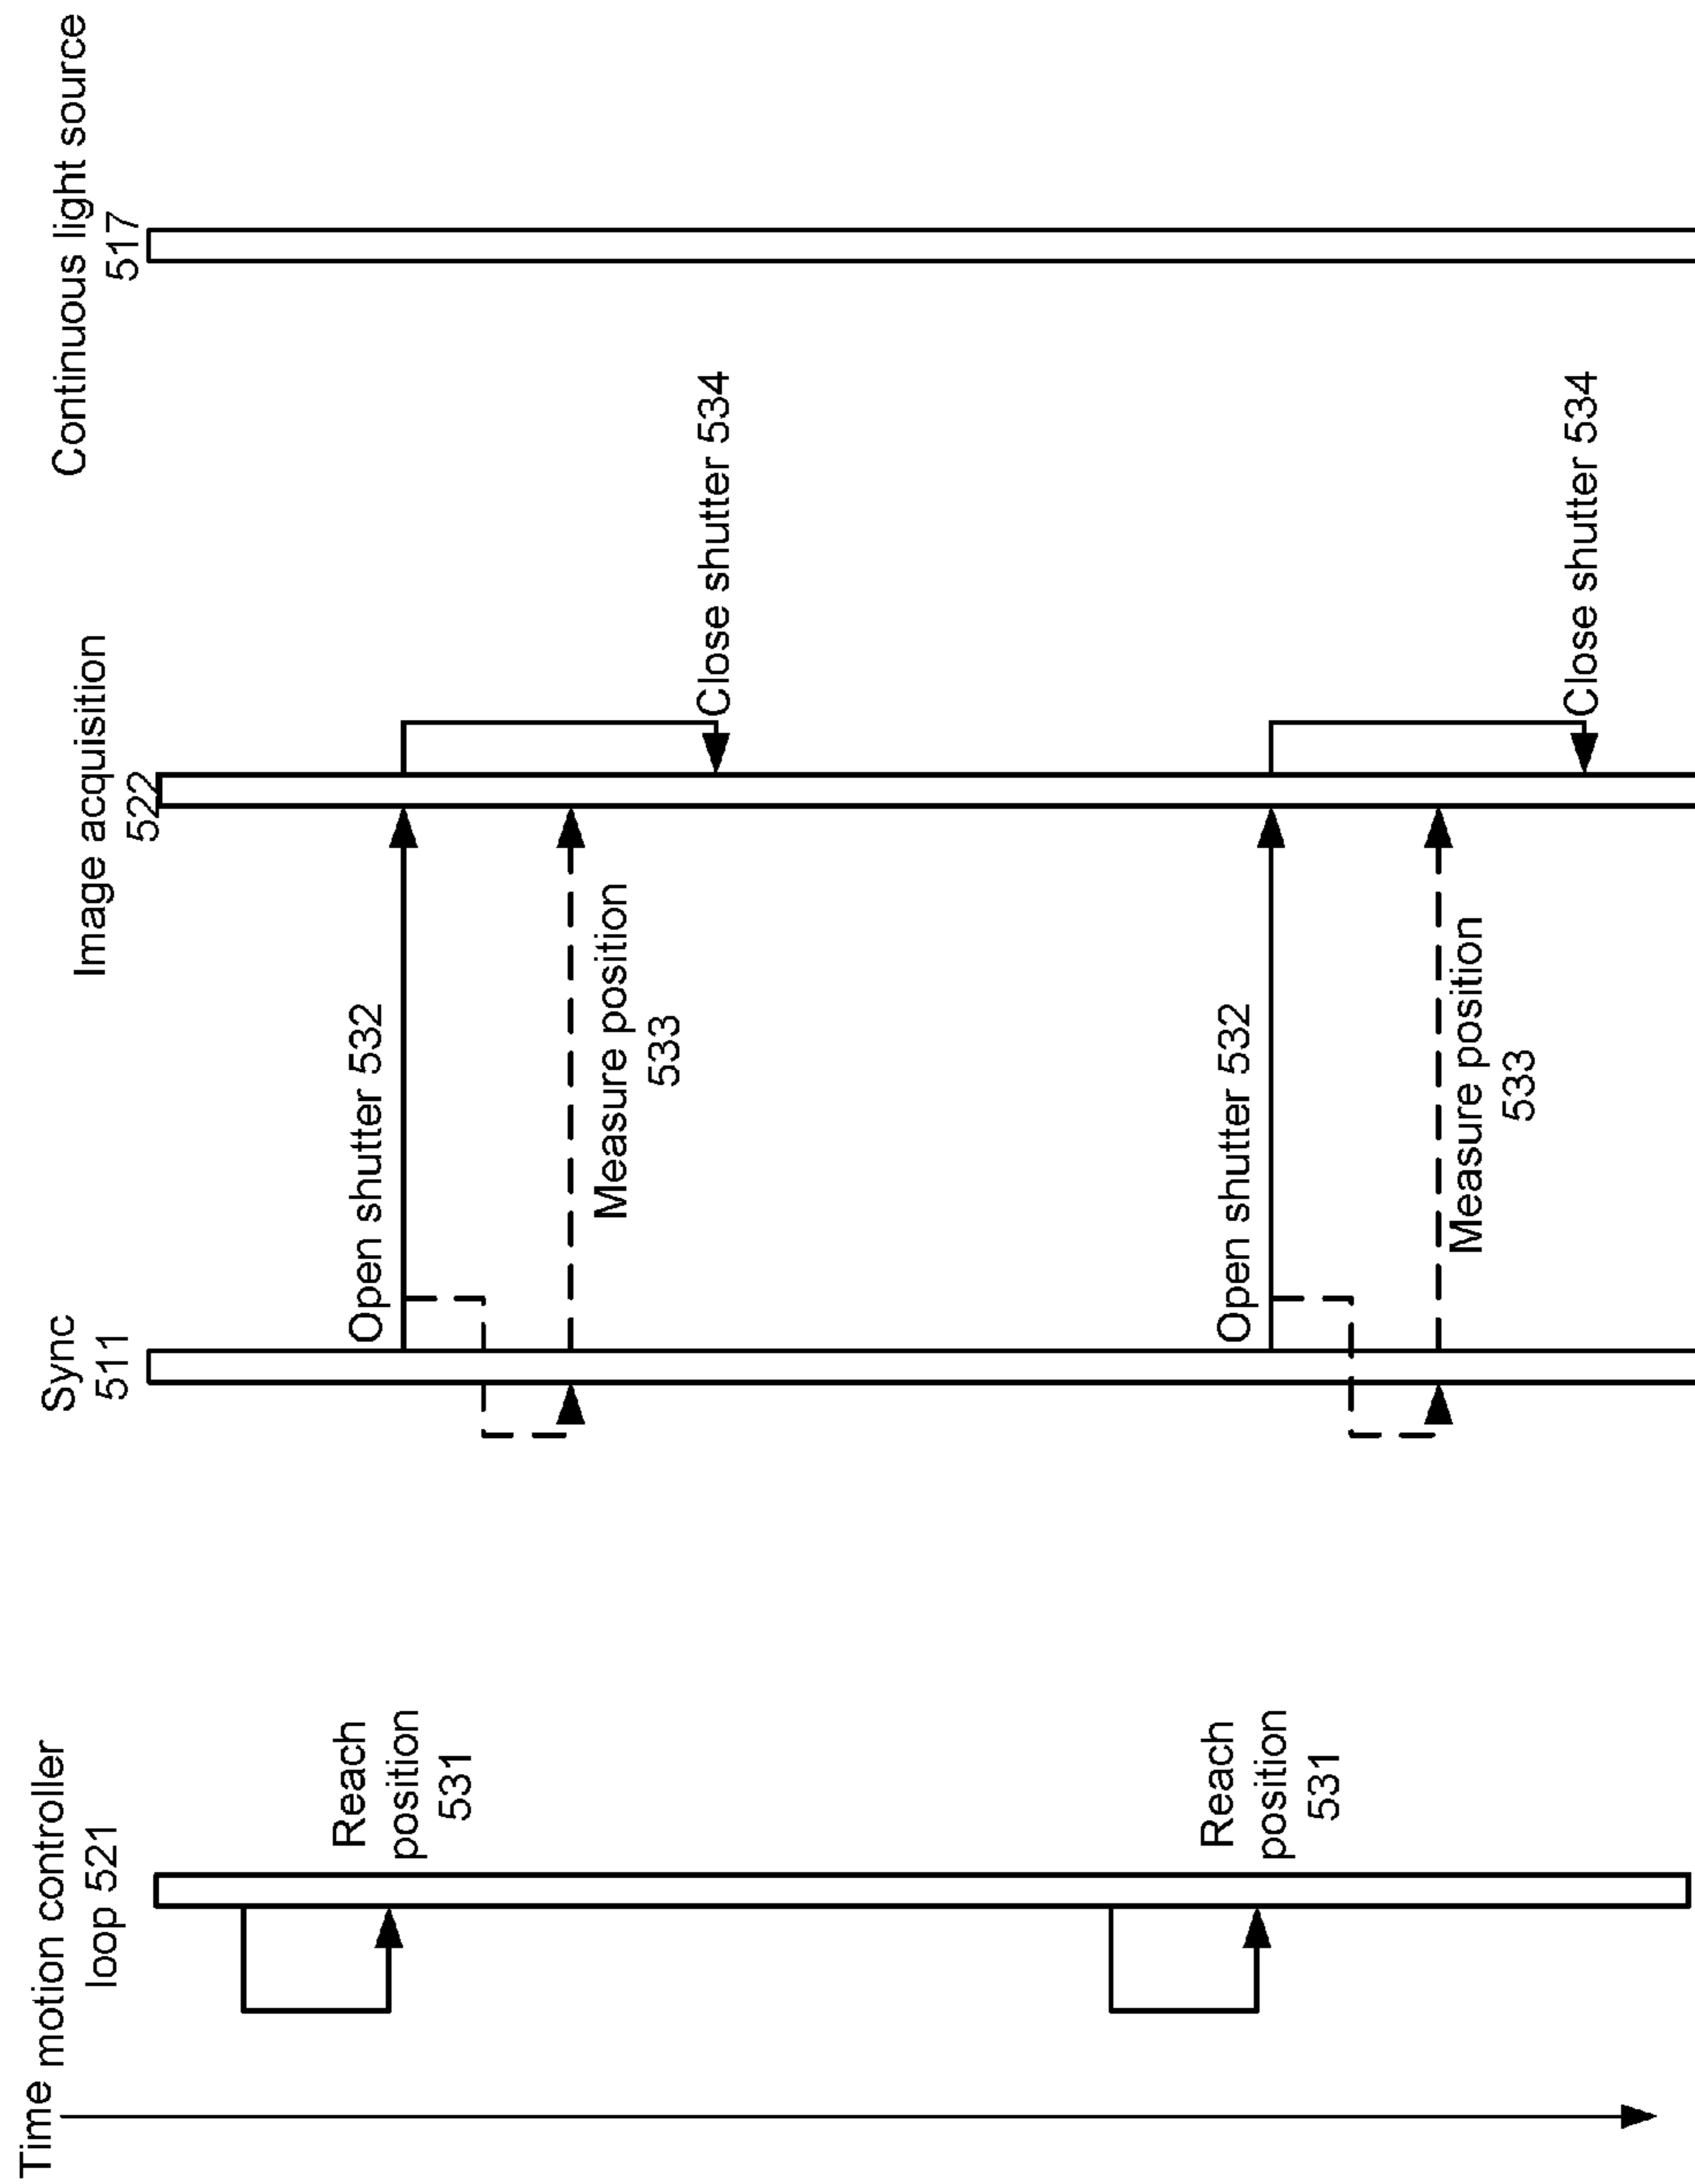 Time
motion controller
loop 521
Sync
511
Image acquisition
522
Continuous light source
517
Reach
position
531
Open shutter 532
Measure position
533
Close shutter 534
Reach
position
531
Open shutter 532
Measure position
533
Close shutter 534